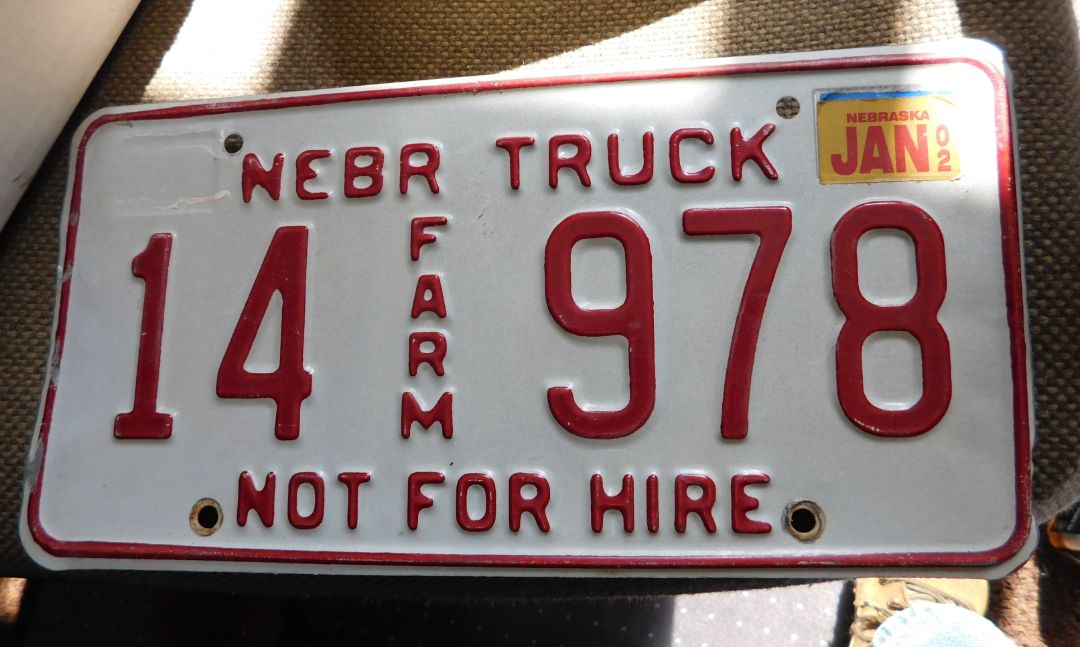 NEBR TRUCK
NEBRASKA
JAN 02
14 FARM 978
NOT FOR HIRE